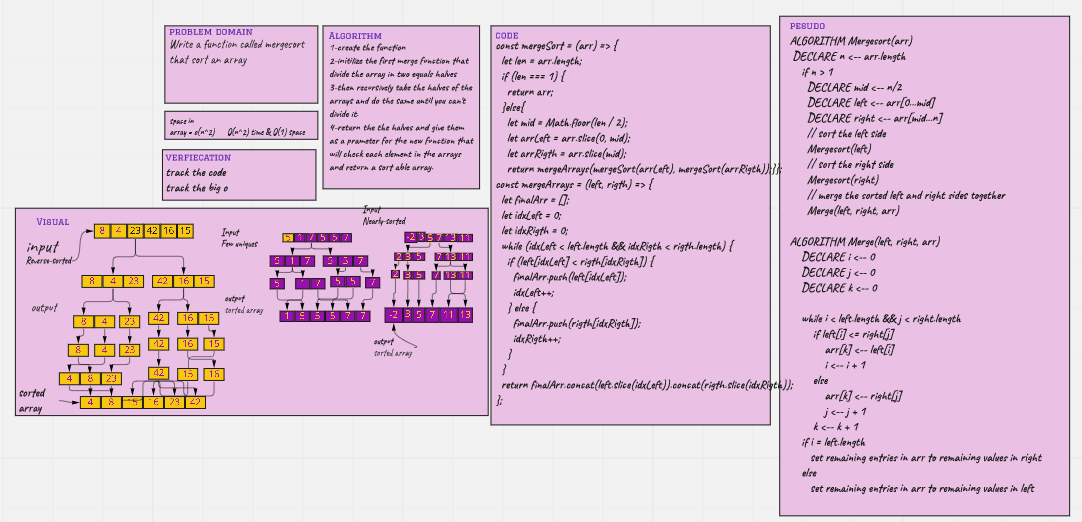 PROBLEM DOMAIN
Write a function called mergesort
that sort an array
space in
array = o(n^2) O(n^2) time & O(1) space
VERFIECATION
track the code
track the big o
ALGORITHM
1-create the function
2-initilize the first merge function that
divide the array in two equals halves
3-then recursively take the halves of the
arrays and do the same until you can't
divide it
4-return the the halves and give them
as a prameter for the new function that
will check each element in the arrays
and return a sort able array.
VISUAL
input
Reverse-sorted
8 4 23 42 16 15
8 4 23
42 16 15
output
8 4
23
42
16 15
8
4
23
42
16
15
4 8 23
42
15
16
sorted
array
4 8 15 16 23 42
Input
Few uniques
5 1 7 5 5 7
5 1 7
5 5 7
5
1 7
5 5
7
output
sorted array
1 5 5 5 7 7
Input
Nearly-sorted
-2 3 5 7 13 11
2 3 5
7 13 11
2
3 5
7
13 11
-2 3 5 7 11 13
output
sorted array
CODE
const mergeSort = (arr) => {
let len = arr.length;
if (len === 1) {
return arr;
}else{
let mid = Math.floor(len / 2);
let arrLeft = arr.slice(0, mid);
let arrRigth = arr.slice(mid);
return mergeArrays(mergeSort(arrLeft), mergeSort(arrRigth));};
const mergeArrays = (left, rigth) => {
let finalArr = [];
let idxLeft = 0;
let idxRigth = 0;
while (idxLeft < left.length && idxRigth < rigth.length) {
if (left[idxLeft] < rigth[idxRigth]) {
finalArr.push(left[idxLeft]);
idxLeft++;
} else {
finalArr.push(rigth[idxRigth]);
idxRigth++;
}
}
return finalArr.concat(left.slice(idxLeft)).concat(rigth.slice(idxRigth));
};
PESUDO
ALGORITHM Mergesort(arr)
DECLARE n <-- arr.length
if n > 1
DECLARE mid <-- n/2
DECLARE left <-- arr[0...mid]
DECLARE right <-- arr[mid...n]
// sort the left side
Mergesort(left)
// sort the right side
Mergesort(right)
// merge the sorted left and right sides together
Merge(left, right, arr)
ALGORITHM Merge(left, right, arr)
DECLARE i <-- 0
DECLARE j <-- 0
DECLARE k <-- 0
while i < left.length && j < right.length
if left[i] <= right[j]
arr[k] <-- left[i]
i <-- i + 1
else
arr[k] <-- right[j]
j <-- j + 1
k <-- k + 1
if i = left.length
set remaining entries in arr to remaining values in right
else
set remaining entries in arr to remaining values in left